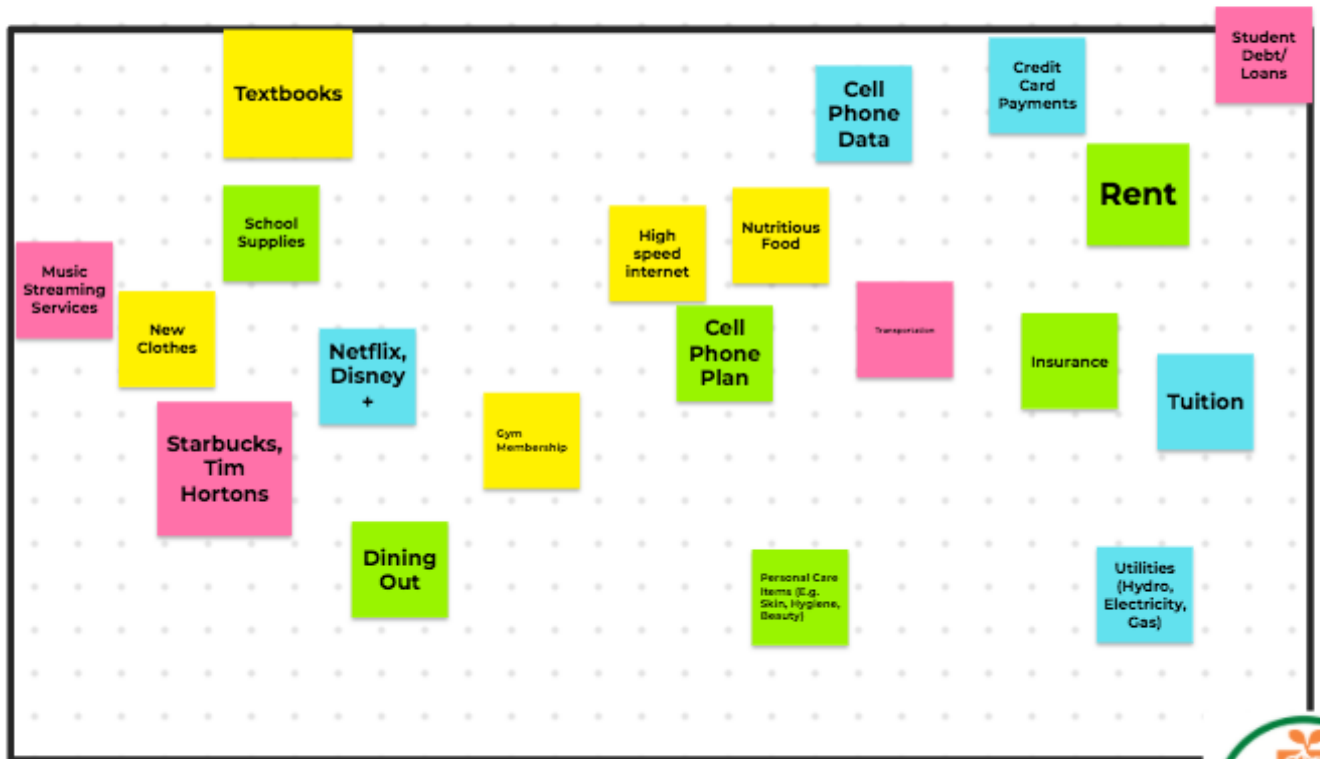 Student
Debt/
Loans
Textbooks
Credit
Card
Payments
Cell
Phone
Data
Rent
School
Supplies
High
speed
internet
Nutritious
Food
Music
Streaming
Services
New
Clothes
Netflix,
Disney
+
Cell
Phone
Plan
Transportation
Insurance
Tuition
Starbucks,
Tim
Hortons
Gym
Membership
Dining
Out
Personal Care
Items (E.g.
Skin, Hygiene,
Beauty)
Utilities
(Hydro,
Electricity,
Gas)